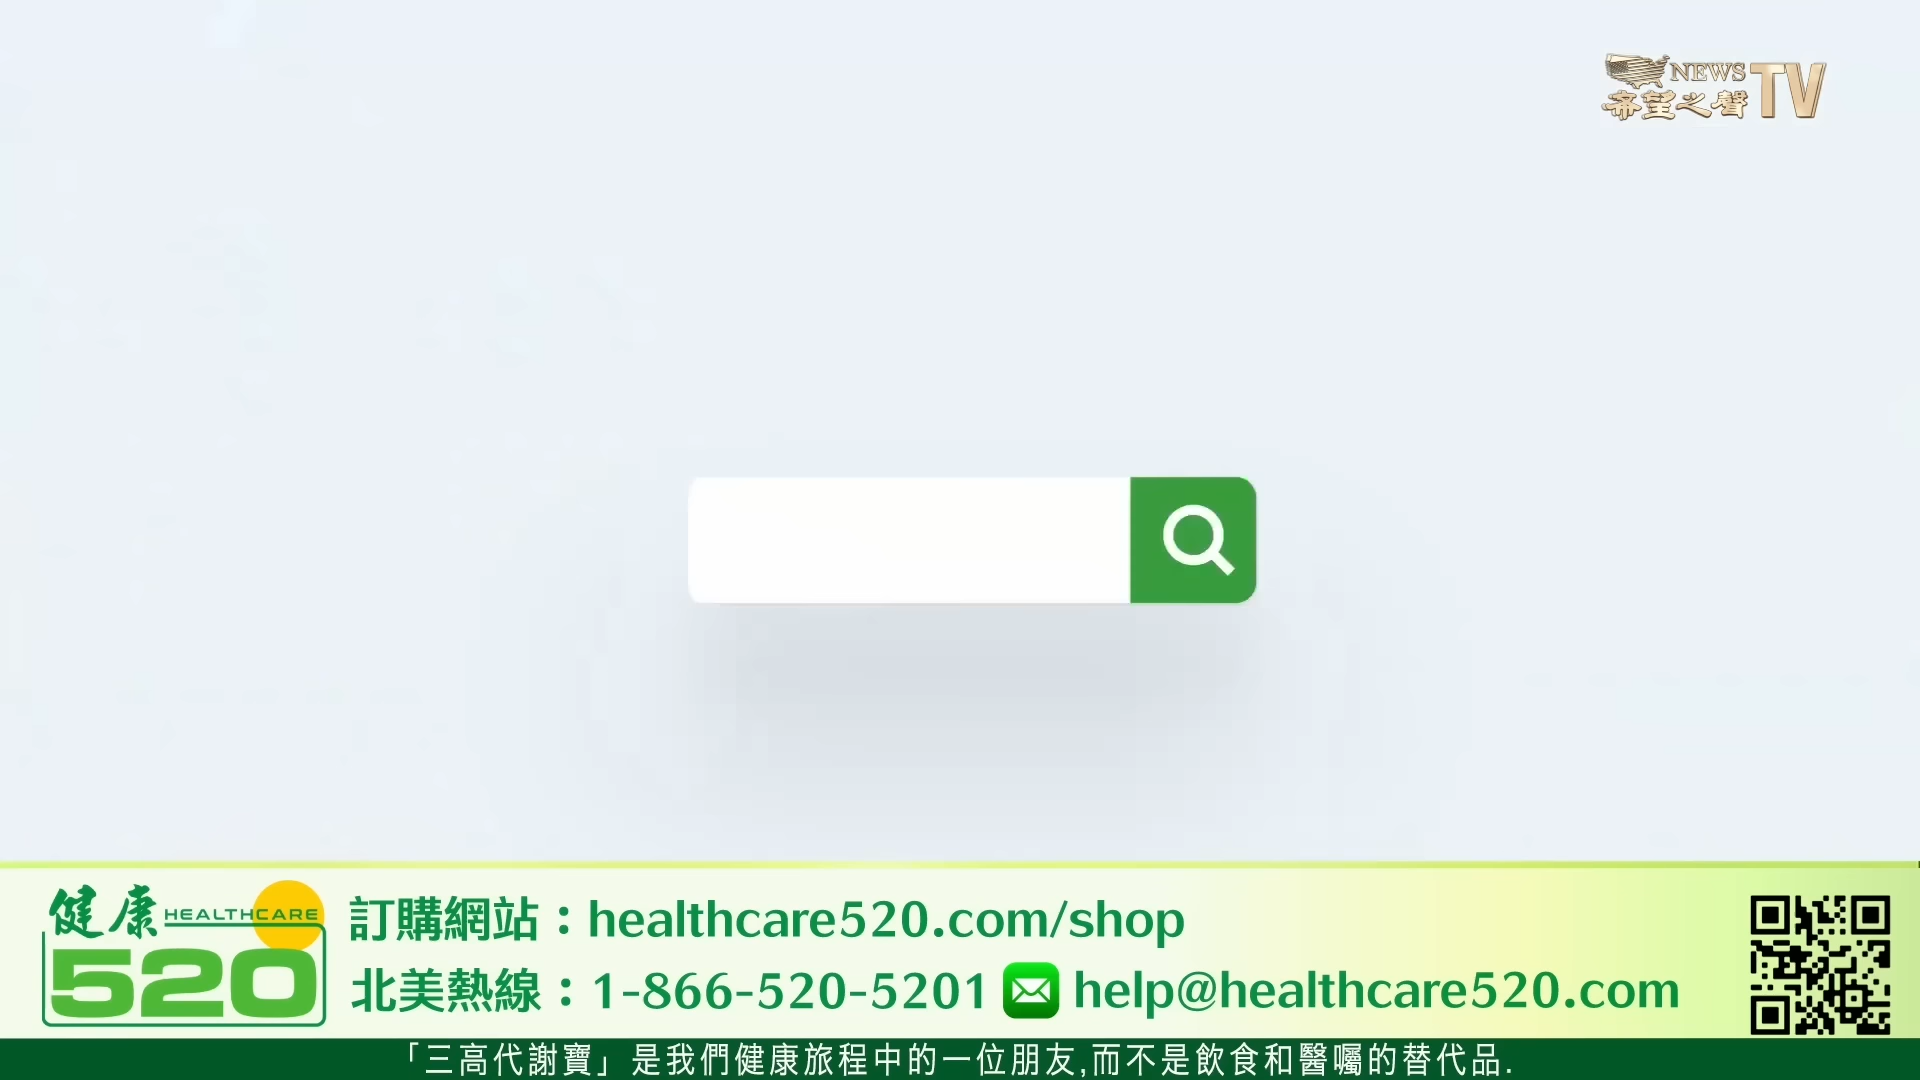 NEWS
希望之聲TV
健康 HEALTHCARE
520
訂購網站：healthcare520.com/shop
北美熱線：1-866-520-5201 help@healthcare520.com
「三高代謝寶」是我們健康旅程中的一位朋友,而不是飲食和醫囑的替代品.